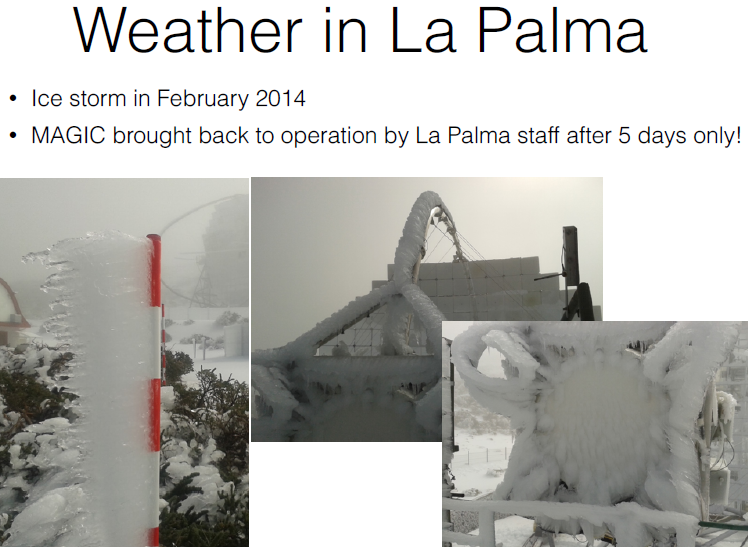 Weather in La Palma
• Ice storm in February 2014
• MAGIC brought back to operation by La Palma staff after 5 days only!